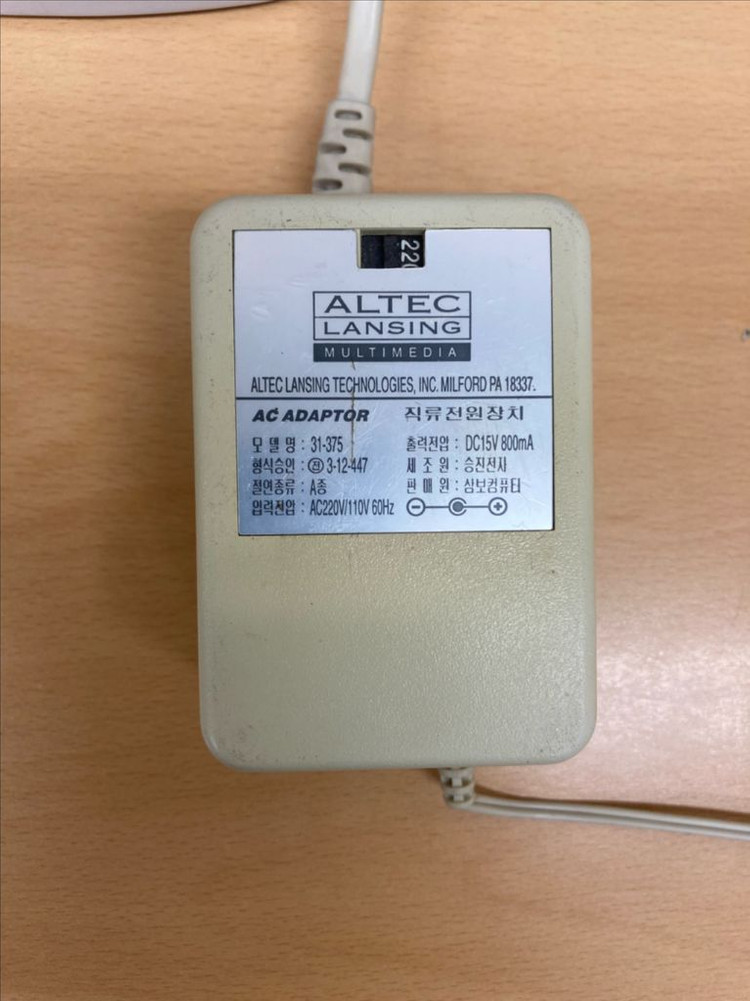 220
ALTEC
LANSING
MULTIMEDIA
ALTEC LANSING TECHNOLOGIES, INC. MILFORD PA 18337.
AC ADAPTOR 직류전원장치
모 델 명 : 31-375 출력전압 : DC15V 800mA
형식승인 : ㉄ 3-12-447 제 조 원 : 승진전자
절연종류 : A종 판 매 원 : 삼보컴퓨터
입력전압 : AC220V/110V 60Hz